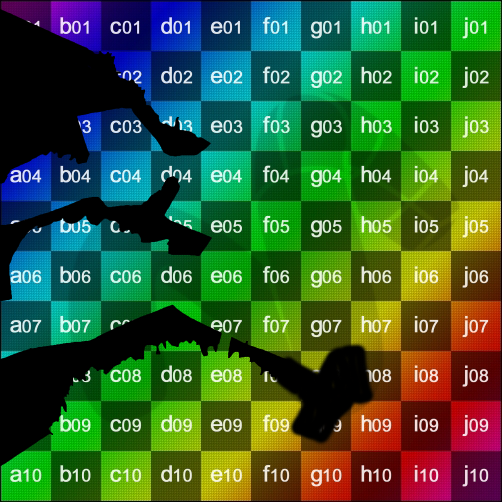 b01 c01 d01 e01 f01 g01 h01 i01 j01
d02 e02 f02 g02 h02 i02 j02
c03 d03 e03 f03 g03 h03 i03 j03
a04 b04 c04 d04 e04 f04 g04 h04 i04 j04
b05 e05 f05 g05 h05 i05 j05
a06 b06 c06 d06 e06 f06 g06 h06 i06 j06
a07 b07 e07 f07 g07 h07 i07 j07
c08 d08 e08 i08 j08
b09 c09 d09 e09 f09 h09 i09 j09
a10 b10 c10 d10 e10 f10 g10 h10 i10 j10